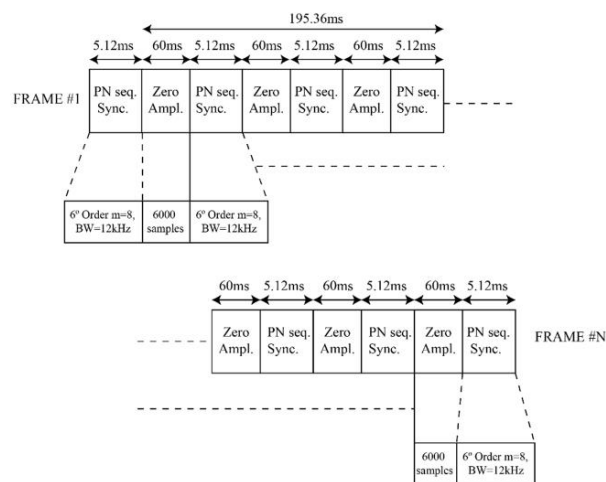 195.36ms
5.12ms 60ms 5.12ms 60ms 5.12ms 60ms 5.12ms
FRAME #1
PN seq. Sync.
Zero Ampl.
PN seq. Sync.
Zero Ampl.
PN seq. Sync.
Zero Ampl.
PN seq. Sync.
6º Order m=8,
BW=12kHz
6000
samples
6º Order m=8,
BW=12kHz
60ms 5.12ms 60ms 5.12ms 60ms 5.12ms
Zero Ampl.
PN seq. Sync.
Zero Ampl.
PN seq. Sync.
Zero Ampl.
PN seq. Sync.
FRAME #N
6000
samples
6º Order m=8,
BW=12kHz